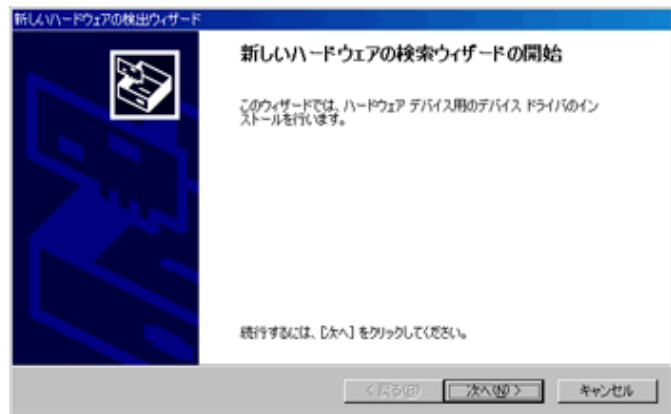 新しいハードウェアの検出ウィザード
新しいハードウェアの検索ウィザードの開始
このウィザードでは、ハードウェア デバイス用のデバイス ドライバのイン
ストールを行います。
続行するには、[次へ] をクリックしてください。
< 戻る(B)
次へ(N) >
キャンセル